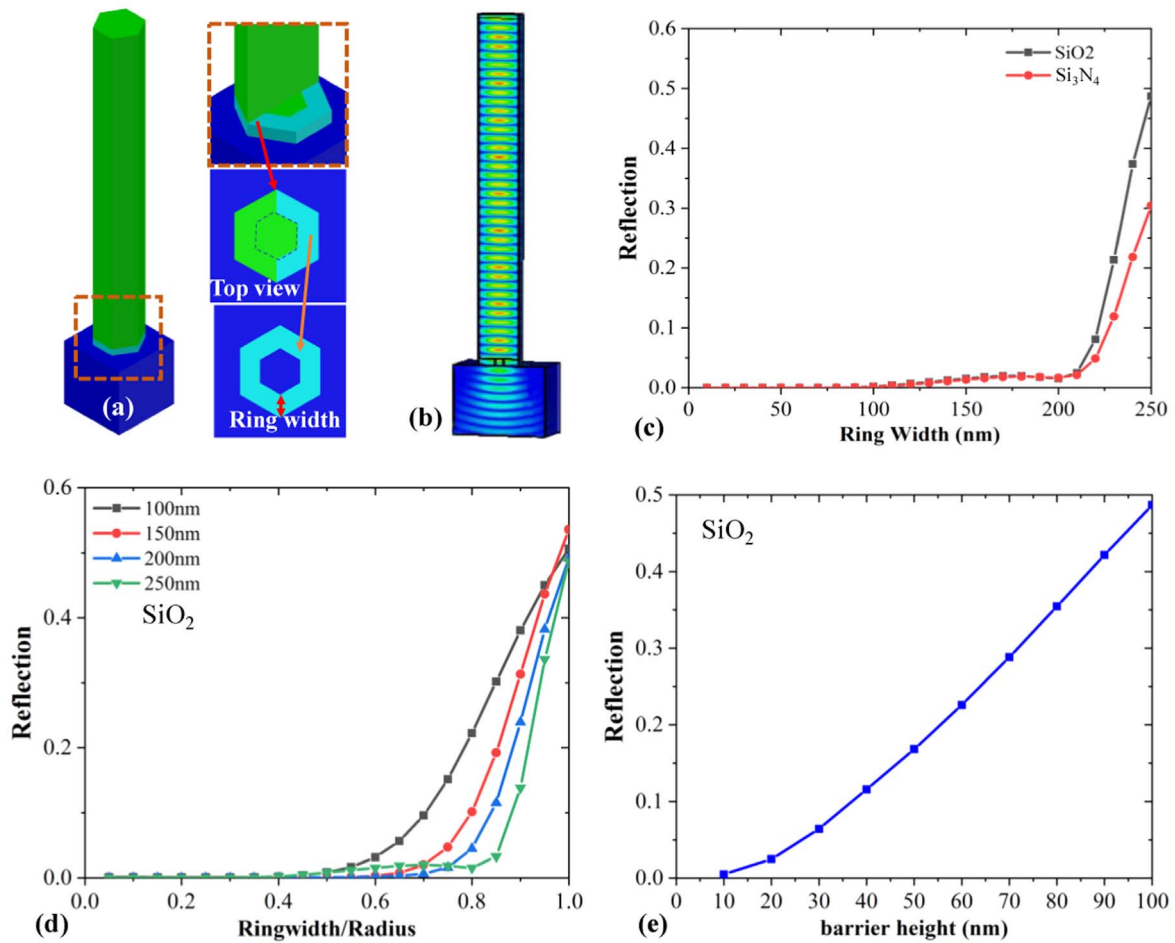 (a)
Top view
Ring width
(b)
0.6
0.5
0.4
0.3
0.2
0.1
0.0
Reflection
SiO2
Si₃N₄
0 50 100 150 200 250
Ring Width (nm)
(c)
0.6
0.4
0.2
0.0
Reflection
100nm
150nm
200nm
250nm
SiO₂
0.0 0.2 0.4 0.6 0.8 1.0
Ringwidth/Radius
(d)
0.5
0.4
0.3
0.2
0.1
0.0
Reflection
SiO₂
0 10 20 30 40 50 60 70 80 90 100
barrier height (nm)
(e)